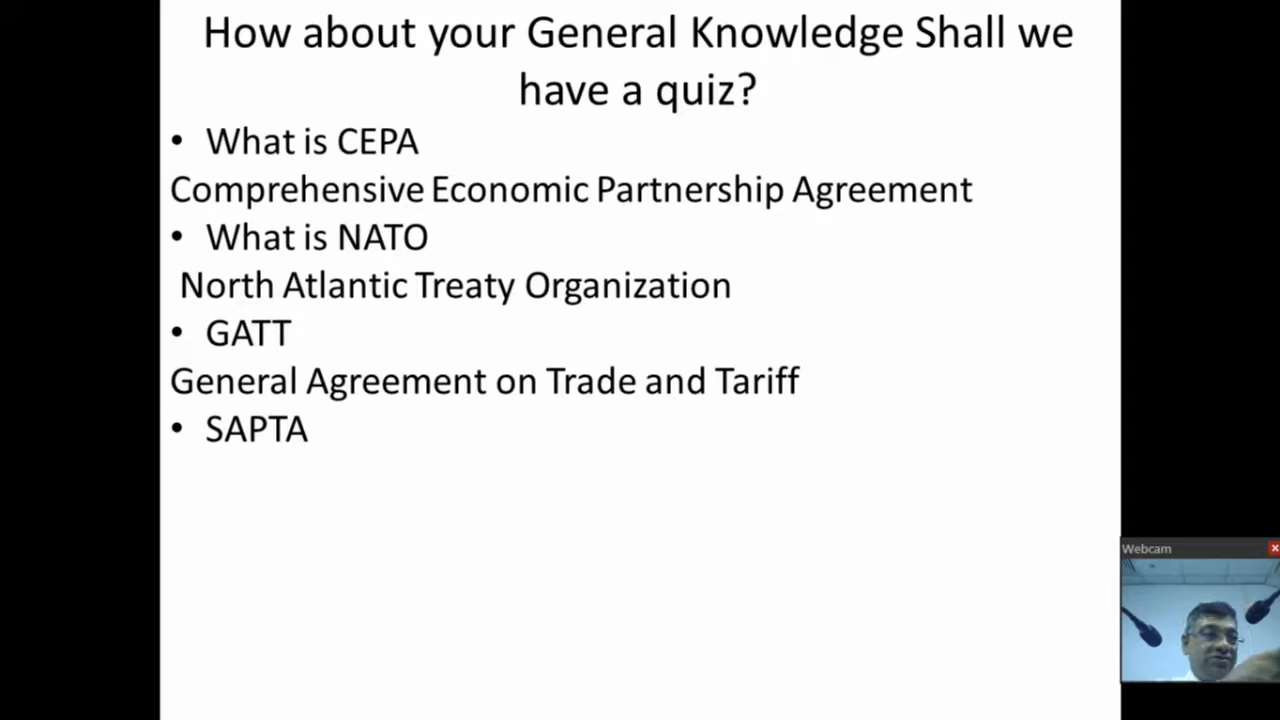 How about your General Knowledge Shall we
have a quiz?
• What is CEPA
Comprehensive Economic Partnership Agreement
• What is NATO
North Atlantic Treaty Organization
• GATT
General Agreement on Trade and Tariff
• SAPTA
Webcam